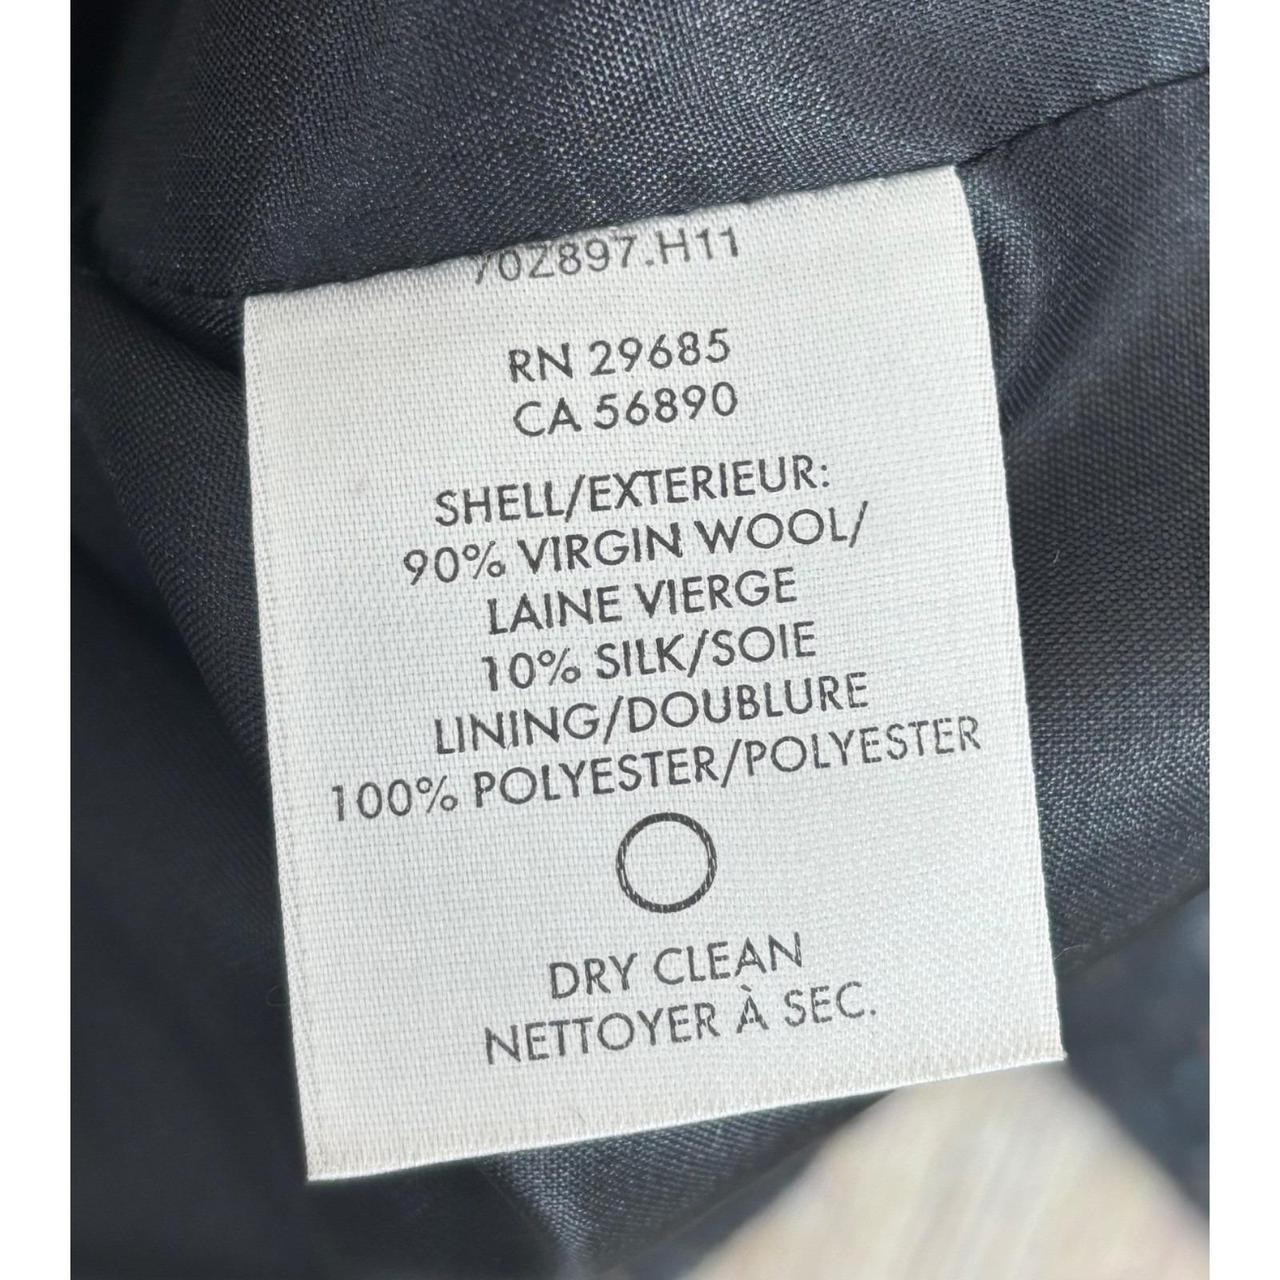 70Z897.H11
RN 29685
CA 56890
SHELL/EXTERIEUR:
90% VIRGIN WOOL/
LAINE VIERGE
10% SILK/SOIE
LINING/DOUBLURE
100% POLYESTER/POLYESTER
DRY CLEAN
NETTOYER À SEC.